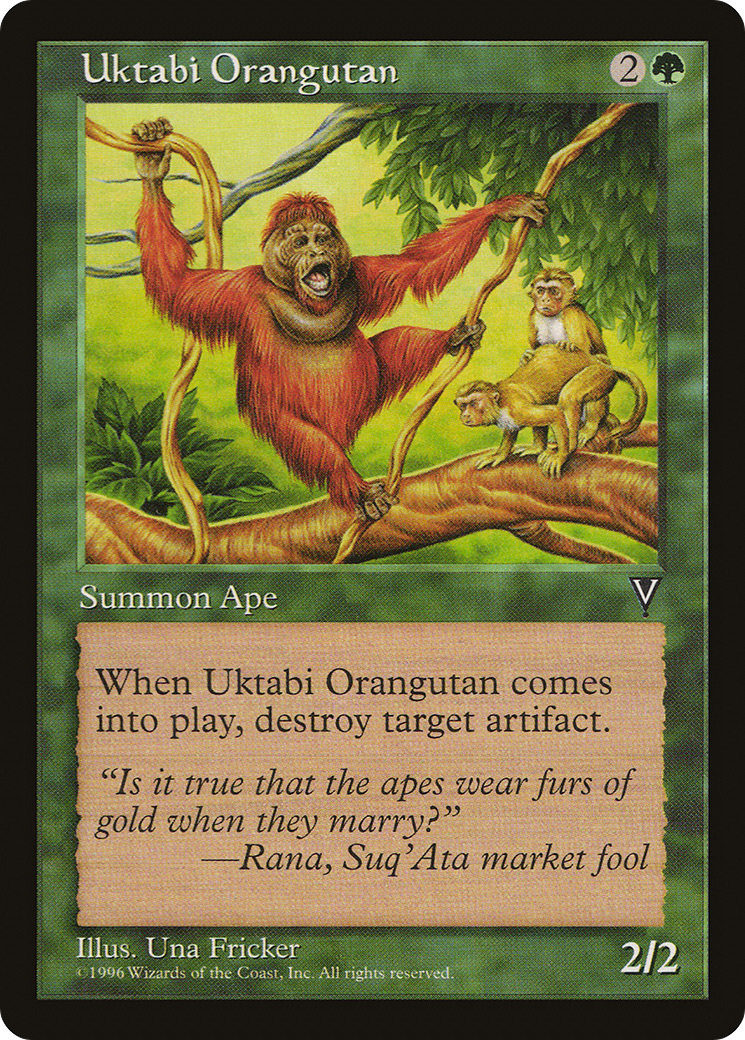 Uktabi Orangutan 2
Summon Ape V
When Uktabi Orangutan comes
into play, destroy target artifact.
“Is it true that the apes wear furs of
gold when they marry?”
—Rana, Suq’Ata market fool
Illus. Una Fricker
©1996 Wizards of the Coast, Inc. All rights reserved.
2/2